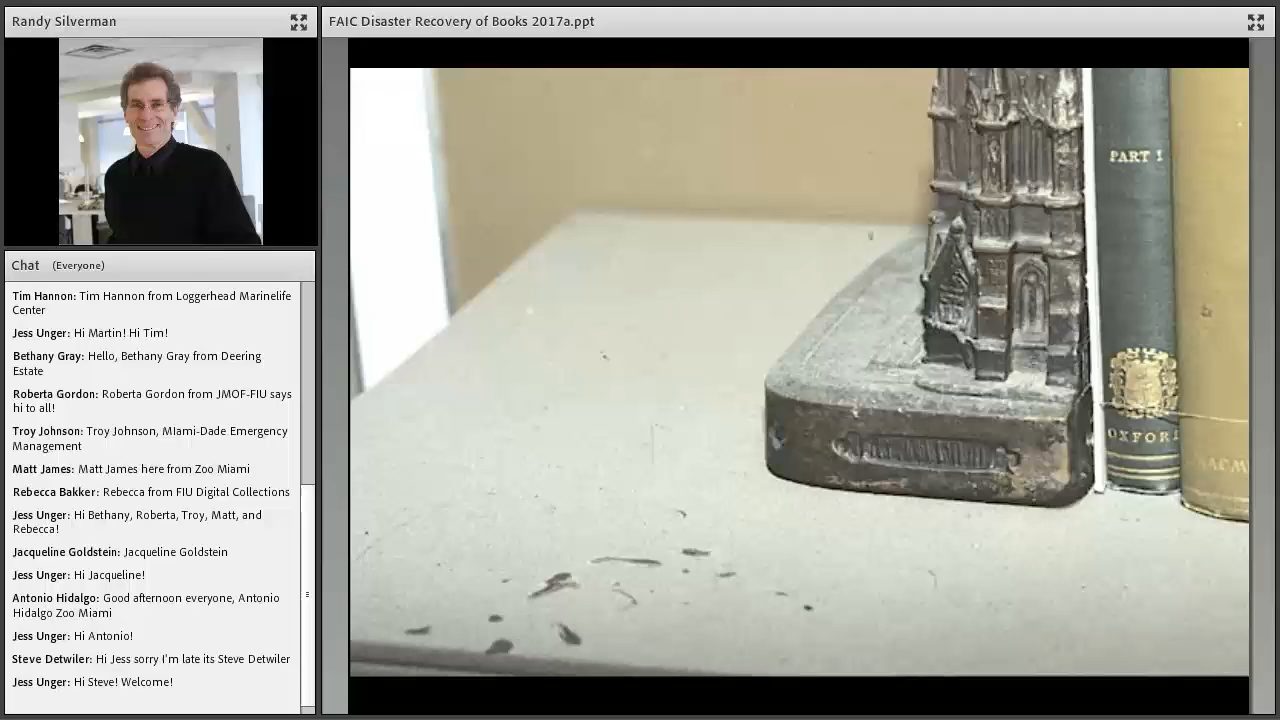 Randy Silverman
FAIC Disaster Recovery of Books 2017a.ppt
Chat (Everyone)
Tim Hannon: Tim Hannon from Loggerhead Marinelife
Center
Jess Unger: Hi Martin! Hi Tim!
Bethany Gray: Hello, Bethany Gray from Deering
Estate
Roberta Gordon: Roberta Gordon from JMOF-FIU says
hi to all!
Troy Johnson: Troy Johnson, MIami-Dade Emergency
Management
Matt James: Matt James here from Zoo Miami
Rebecca Bakker: Rebecca from FIU Digital Collections
Jess Unger: Hi Bethany, Roberta, Troy, Matt, and
Rebecca!
Jacqueline Goldstein: Jacqueline Goldstein
Jess Unger: Hi Jacqueline!
Antonio Hidalgo: Good afternoon everyone, Antonio
Hidalgo Zoo Miami
Jess Unger: Hi Antonio!
Steve Detwiler: Hi Jess sorry I'm late its Steve Detwiler
Jess Unger: Hi Steve! Welcome!
PART I
OXFOR